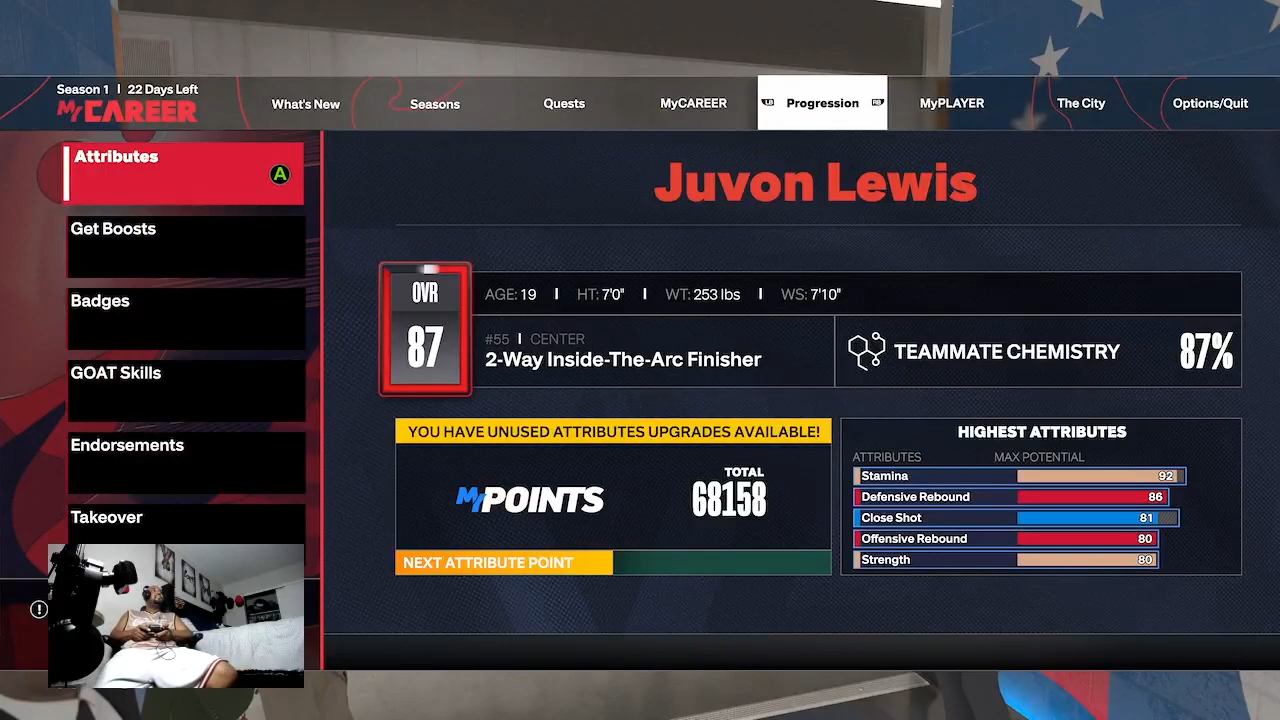 Season 1 | 22 Days Left
MyCAREER
What's New
Seasons
Quests
MyCAREER
LB Progression RB
MyPLAYER
The City
Options/Quit
Attributes
A
Get Boosts
Badges
GOAT Skills
Endorsements
Takeover
Juvon Lewis
OVR
87
AGE: 19 | HT: 7'0" | WT: 253 lbs | WS: 7'10"
#55 | CENTER
2-Way Inside-The-Arc Finisher
TEAMMATE CHEMISTRY 87%
YOU HAVE UNUSED ATTRIBUTES UPGRADES AVAILABLE!
MyPOINTS
TOTAL
68158
NEXT ATTRIBUTE POINT
HIGHEST ATTRIBUTES
ATTRIBUTES MAX POTENTIAL
Stamina 92
Defensive Rebound 86
Close Shot 81
Offensive Rebound 80
Strength 80
!